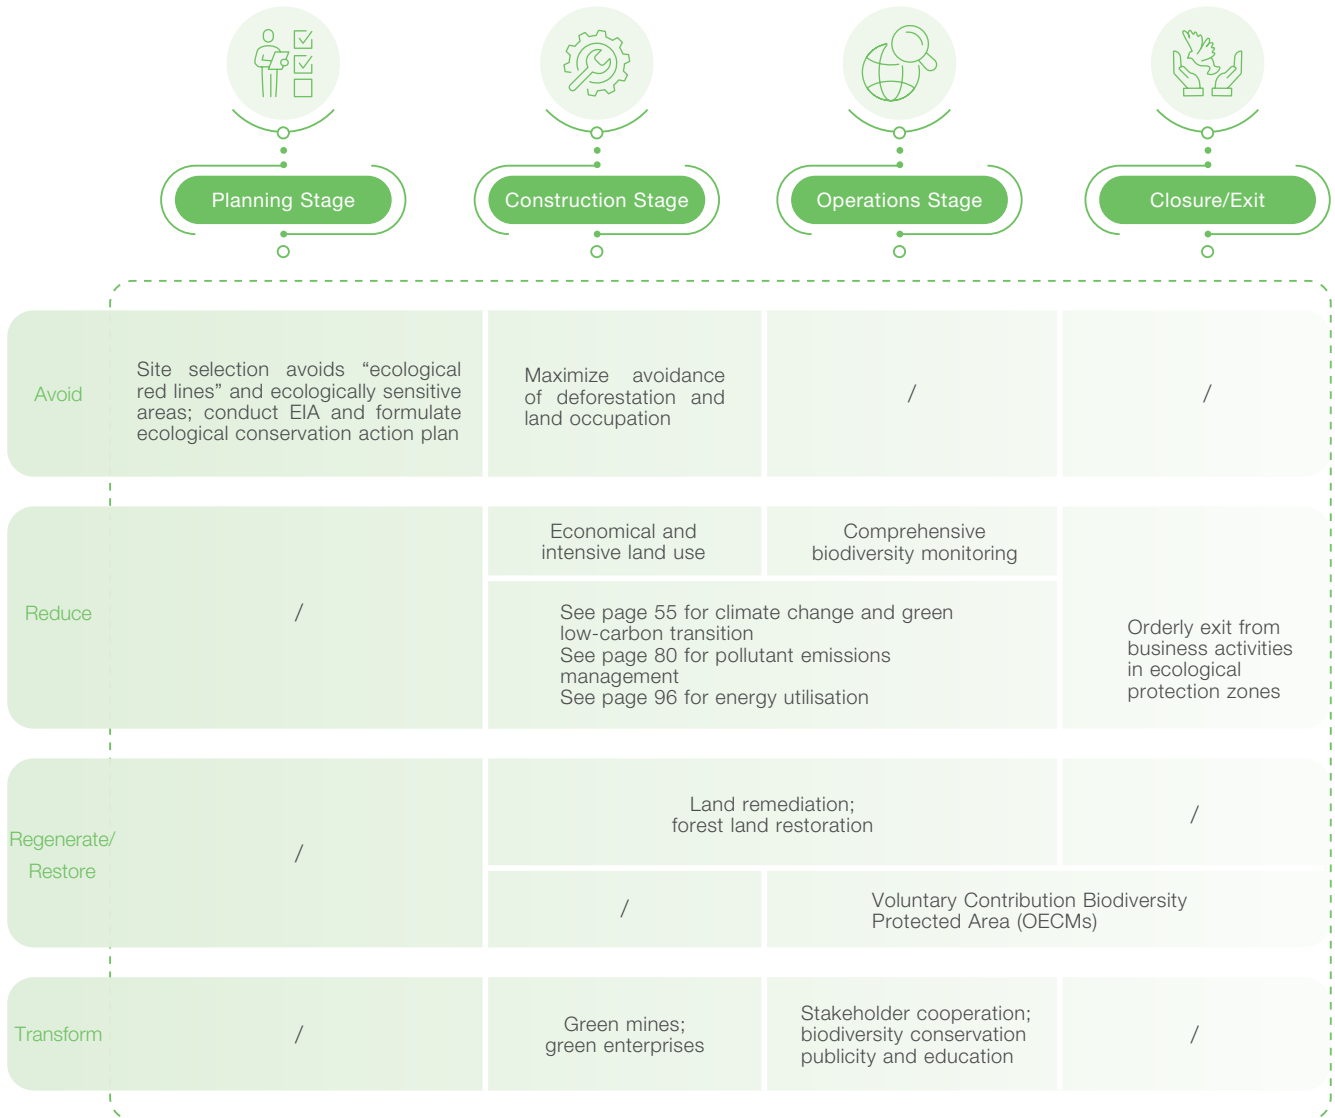 Planning Stage
Construction Stage
Operations Stage
Closure/Exit
Avoid
Site selection avoids “ecological
red lines” and ecologically sensitive
areas; conduct EIA and formulate
ecological conservation action plan
Maximize avoidance
of deforestation and
land occupation
/
/
Reduce
/
Economical and
intensive land use
Comprehensive
biodiversity monitoring
See page 55 for climate change and green
low-carbon transition
See page 80 for pollutant emissions
management
See page 96 for energy utilisation
Orderly exit from
business activities
in ecological
protection zones
Regenerate/
Restore
/
Land remediation;
forest land restoration
/
/
Voluntary Contribution Biodiversity
Protected Area (OECMs)
Transform
/
Green mines;
green enterprises
Stakeholder cooperation;
biodiversity conservation
publicity and education
/